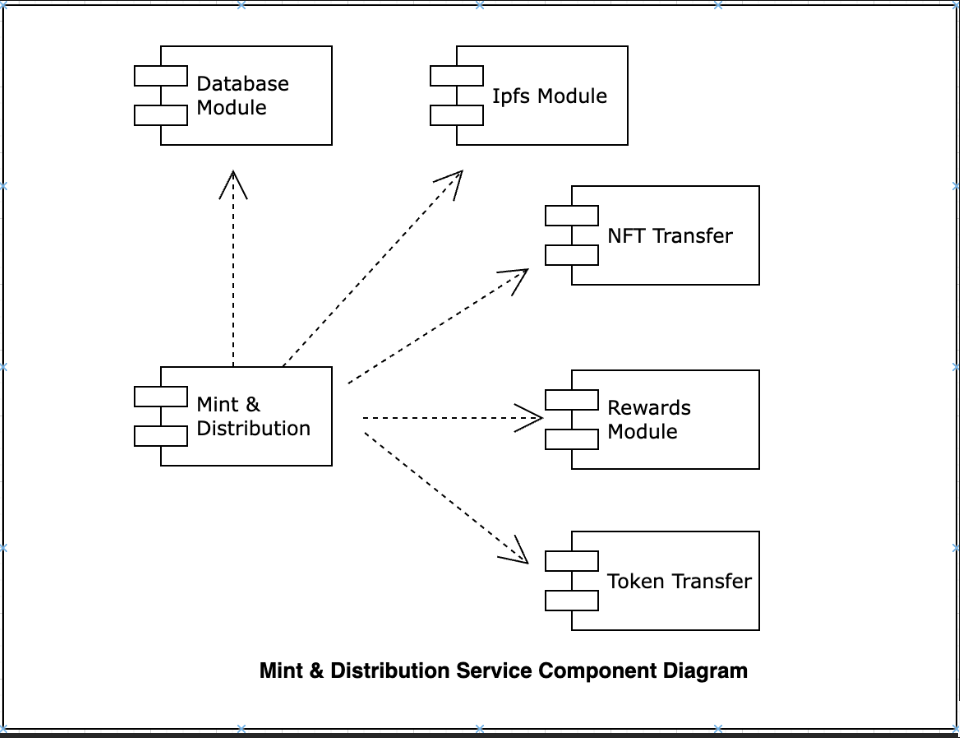 Database
Module
Ipfs Module
NFT Transfer
Mint &
Distribution
Rewards
Module
Token Transfer
Mint & Distribution Service Component Diagram